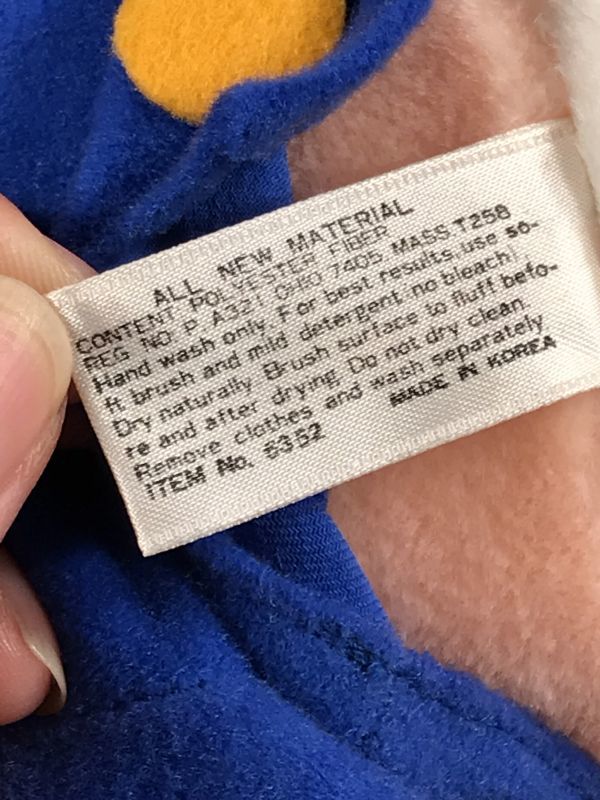 ALL NEW MATERIAL
CONTENT POLYESTER FIBER
REG NO. P. A321 OHIO 7405 MASS. T258
Hand wash only. For best results, use so-
ft brush and mild detergent, no bleach!
Dry naturally. Brush surface to fluff befo-
re and after drying. Do not dry clean.
Remove clothes and wash separately.
ITEM No. 6352 MADE IN KOREA